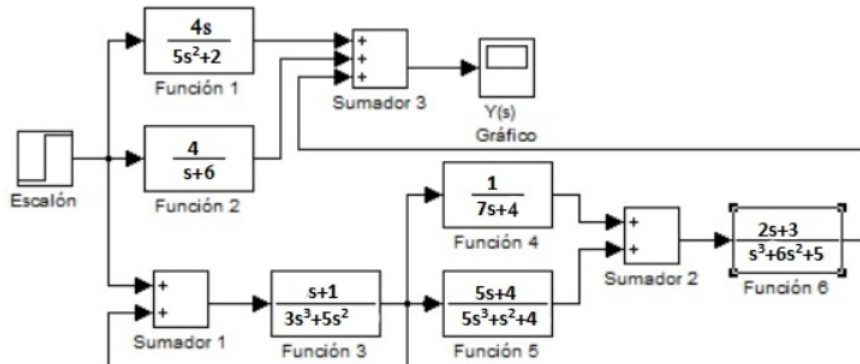 4s
5s²+2
Función 1
+
+
+
Sumador 3
Y(s)
Gráfico
Escalón
4
s+6
Función 2
1
7s+4
Función 4
+
+
Sumador 2
2s+3
s³+6s²+5
Función 6
+
+
Sumador 1
s+1
3s³+5s²
Función 3
5s+4
5s³+s²+4
Función 5